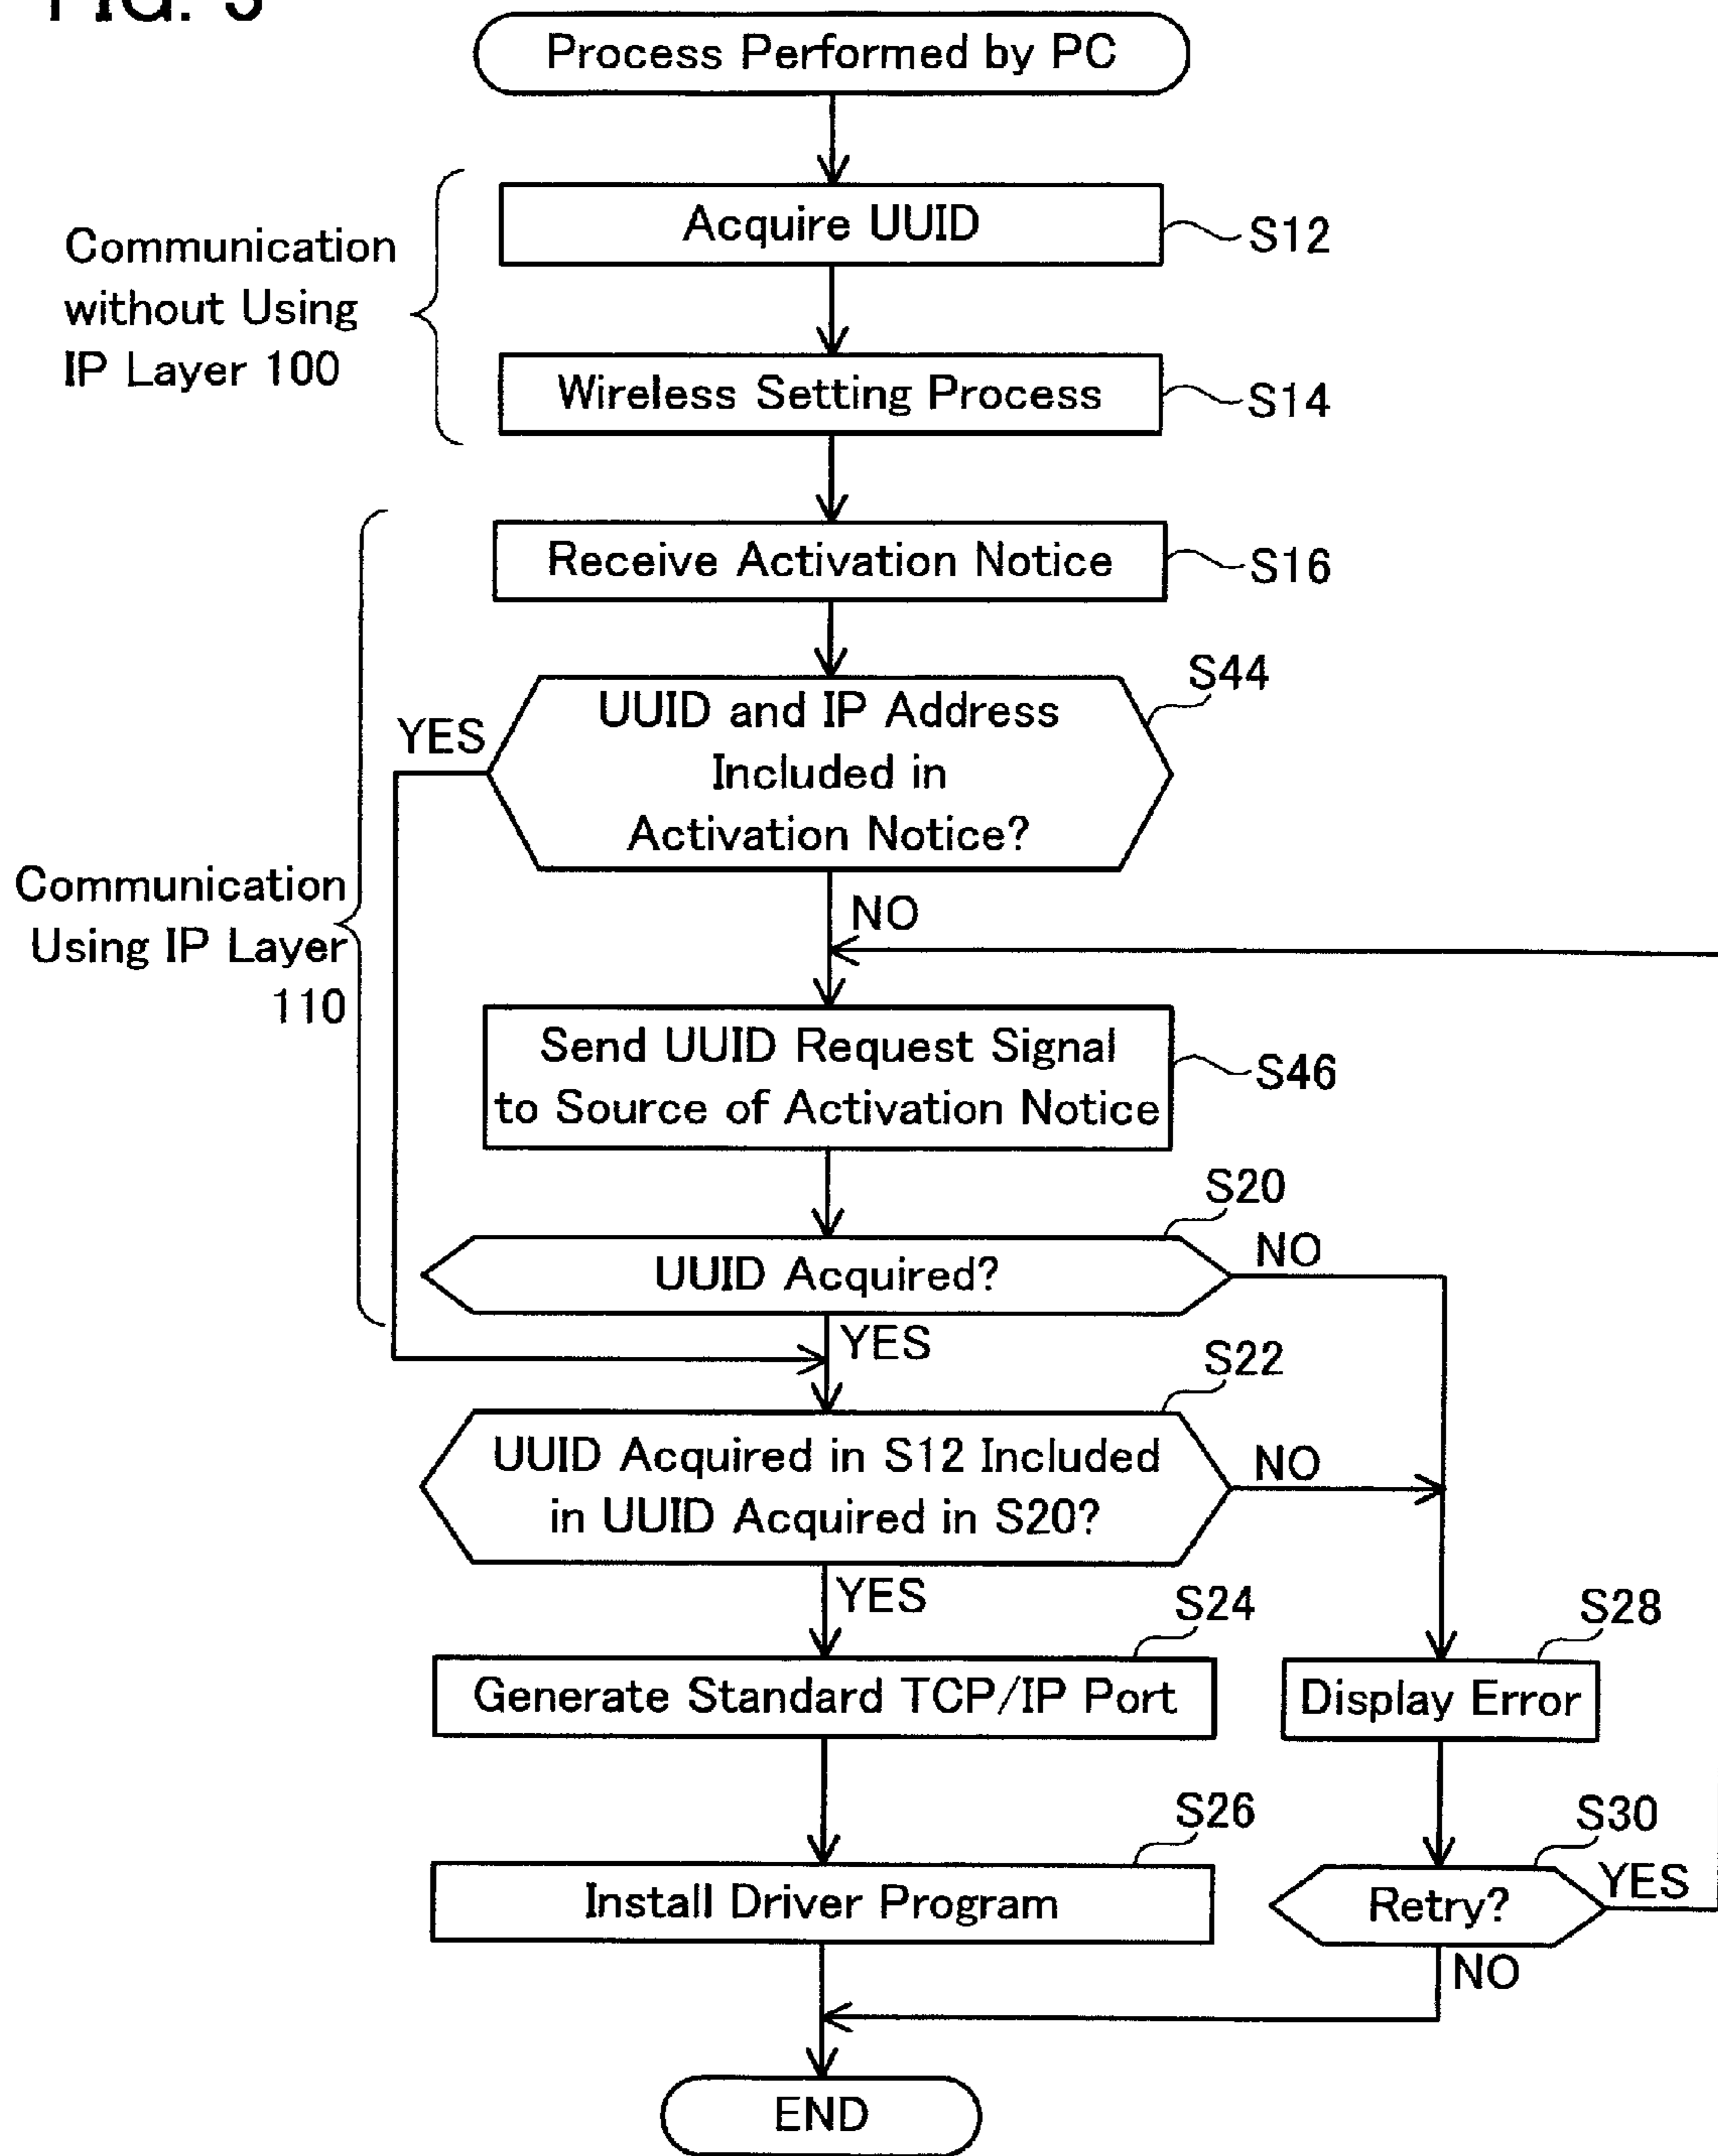 Process Performed by PC
Communication
without Using
IP Layer 100
Acquire UUID
S12
Wireless Setting Process
S14
Receive Activation Notice
S16
S44
UUID and IP Address
Included in
Activation Notice?
YES
NO
Communication
Using IP Layer
110
Send UUID Request Signal
to Source of Activation Notice
S46
S20
UUID Acquired?
NO
YES
S22
UUID Acquired in S12 Included
in UUID Acquired in S20?
NO
YES
S24
Generate Standard TCP/IP Port
S28
Display Error
S26
Install Driver Program
S30
Retry?
YES
NO
END